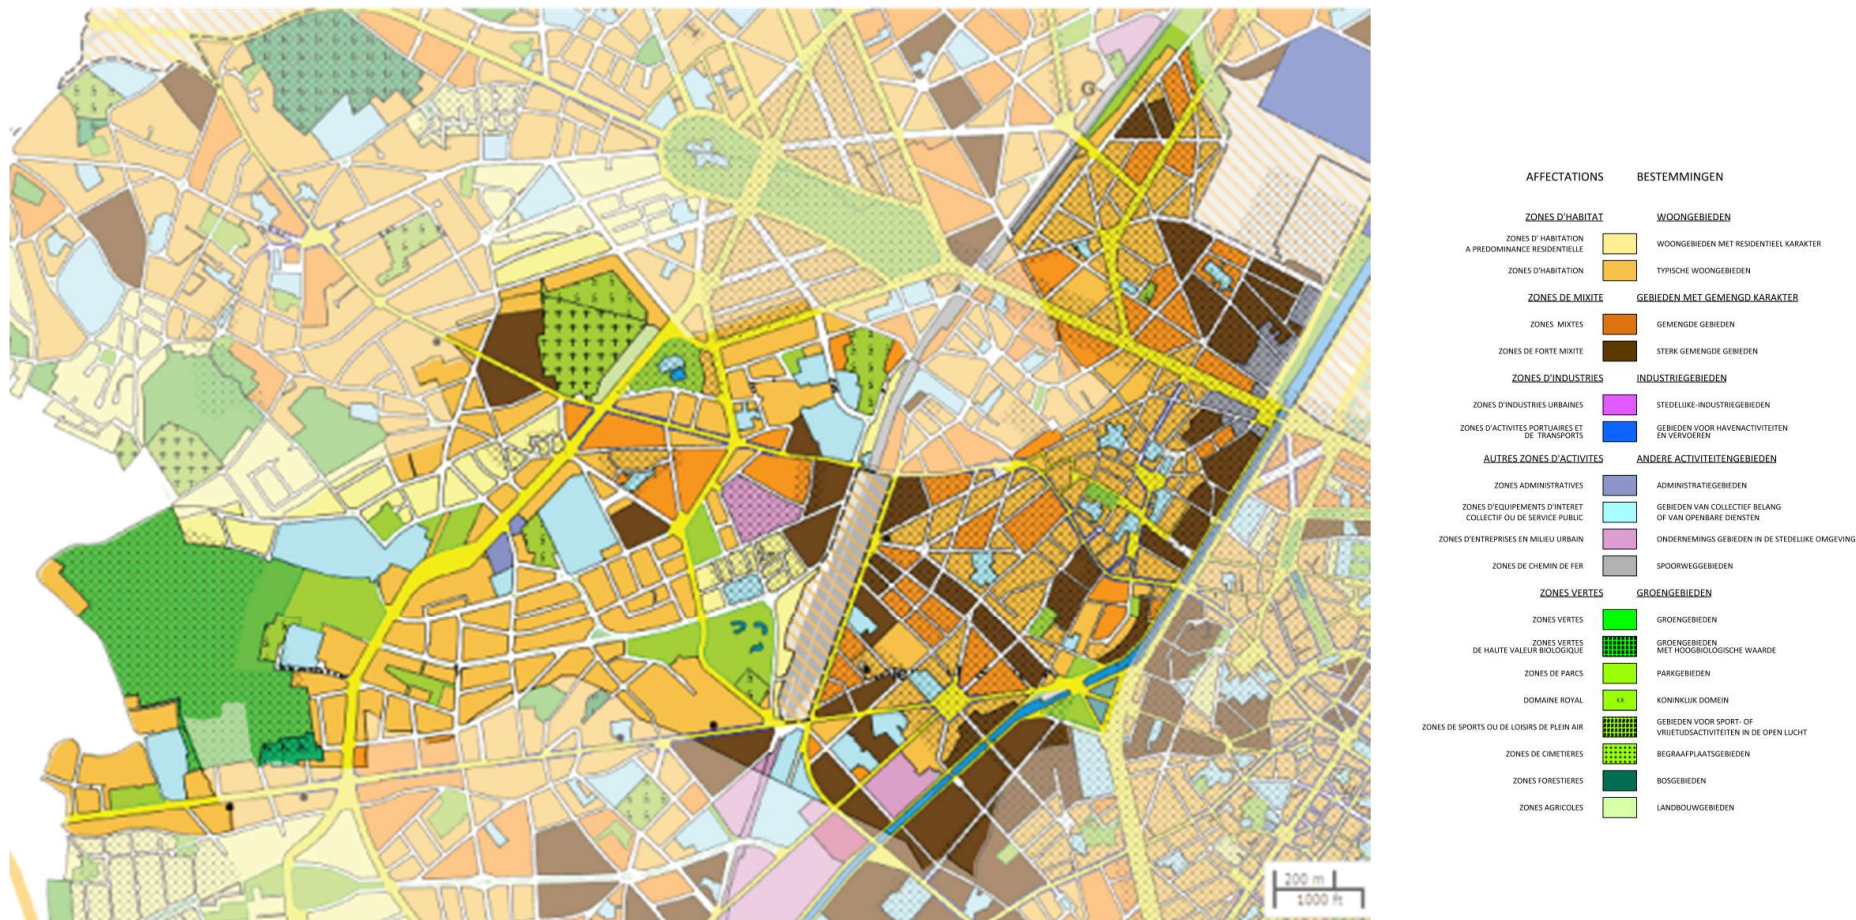 AFFECTATIONS BESTEMMINGEN
ZONES D'HABITAT WOONGEBIEDEN
ZONES D' HABITATION
A PREDOMINANCE RESIDENTIELLE
WOONGEBIEDEN MET RESIDENTIEEL KARAKTER
ZONES D'HABITATION TYPISCHE WOONGEBIEDEN
ZONES DE MIXITE GEBIEDEN MET GEMENGD KARAKTER
ZONES MIXTES GEMENGDE GEBIEDEN
ZONES DE FORTE MIXITE STERK GEMENGDE GEBIEDEN
ZONES D'INDUSTRIES INDUSTRIEGEBIEDEN
ZONES D'INDUSTRIES URBAINES STEDELIJKE-INDUSTRIEGEBIEDEN
ZONES D'ACTIVITES PORTUAIRES ET
DE TRANSPORTS
GEBIEDEN VOOR HAVENACTIVITEITEN
EN VERVOEREN
AUTRES ZONES D'ACTIVITES ANDERE ACTIVITEITENGEBIEDEN
ZONES ADMINISTRATIVES ADMINISTRATIEGEBIEDEN
ZONES D'EQUIPEMENTS D'INTERET
COLLECTIF OU DE SERVICE PUBLIC
GEBIEDEN VAN COLLECTIEF BELANG
OF VAN OPENBARE DIENSTEN
ZONES D'ENTREPRISES EN MILIEU URBAIN ONDERNEMINGS GEBIEDEN IN DE STEDELIJKE OMGEVING
ZONES DE CHEMIN DE FER SPOORWEGGEBIEDEN
ZONES VERTES GROENGEBIEDEN
ZONES VERTES GROENGEBIEDEN
ZONES VERTES
DE HAUTE VALEUR BIOLOGIQUE
GROENGEBIEDEN
MET HOOGBIOLOGISCHE WAARDE
ZONES DE PARCS PARKGEBIEDEN
DOMAINE ROYAL KONINKLIJK DOMEIN
ZONES DE SPORTS OU DE LOISIRS DE PLEIN AIR
GEBIEDEN VOOR SPORT- OF
VRIJETIJDSACTIVITEITEN IN DE OPEN LUCHT
ZONES DE CIMETIERES BEGRAAFPLAATSGEBIEDEN
ZONES FORESTIERES BOSGEBIEDEN
ZONES AGRICOLES LANDBOUWGEBIEDEN
200 m
1000 ft